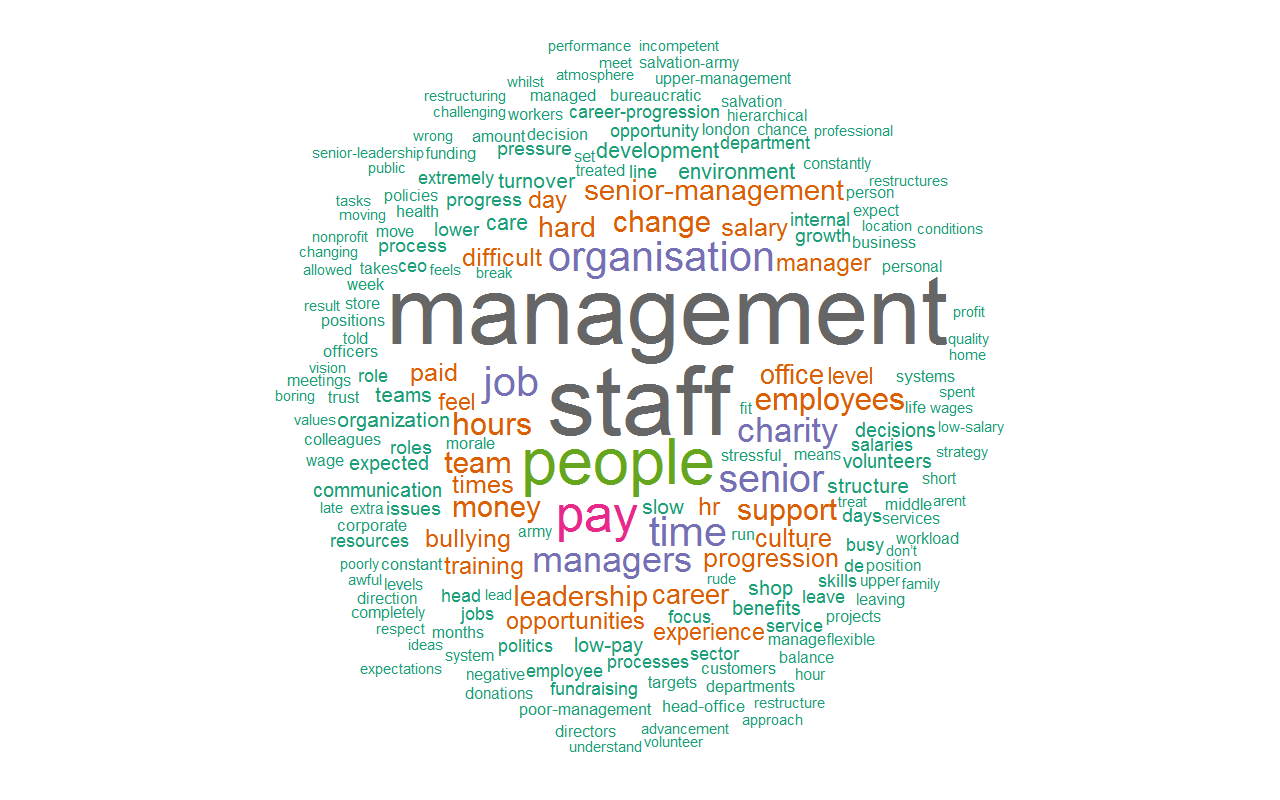 performance incompetent
meet salvation-army
whilst atmosphere upper-management
restructuring managed bureaucratic salvation
challenging workers career-progression hierarchical
wrong amount decision opportunity london chance professional
senior-leadership funding pressure set development department
public extremely turnover treated line environment constantly
tasks policies progress day senior-management person restructures
moving health lower care hard change salary internal expect
nonprofit move process growth location conditions
changing difficult organisation manager business
allowed takes ceo feels break personal
week
result store management profit
positions
told quality
officers home
vision
meetings role paid job staff office level systems
boring trust teams feel fit employees life wages spent
values organization hours charity decisions low-salary
colleagues roles morale people salaries
wage expected team stressful means volunteers strategy
communication times senior structure short
late extra issues money pay slow hr support treat days middle arent
corporate services
resources bullying army time run culture busy don't workload
poorly constant training managers progression de position
awful levels rude skills upper family
direction head lead leadership career shop leave leaving
completely jobs benefits
respect months opportunities focus experience service projects
ideas politics low-pay manage flexible
system processes sector balance
expectations negative employee customers hour
donations fundraising targets departments
poor-management head-office restructure
directors advancement approach
understand volunteer